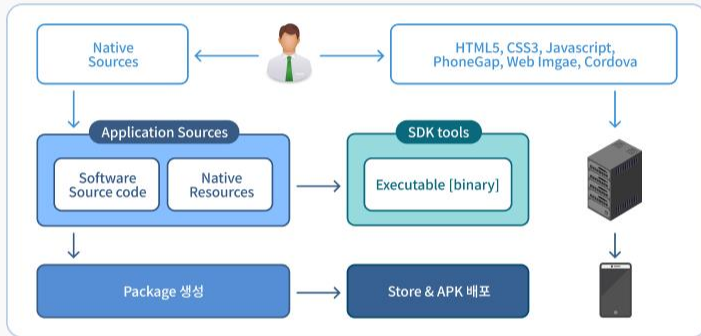 Native
Sources
HTML5, CSS3, Javascript,
PhoneGap, Web Imgae, Cordova
Application Sources
SDK tools
Software
Source code
Native
Resources
Executable [binary]
Package 생성
Store & APK 배포